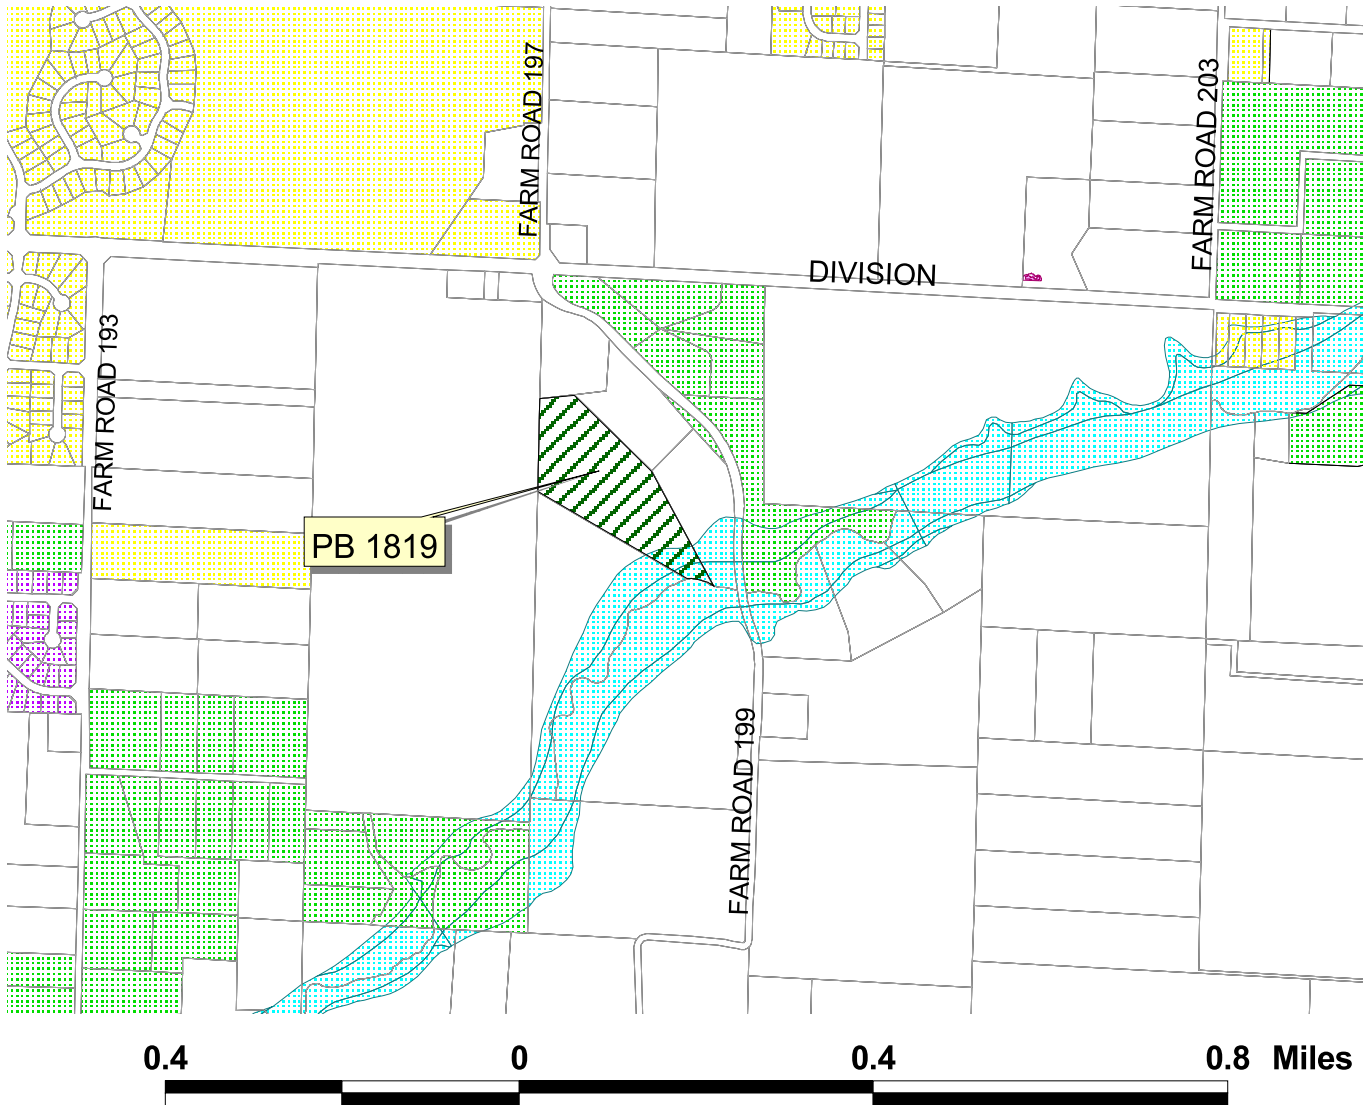 FARM ROAD 197
FARM ROAD 203
DIVISION
FARM ROAD 193
PB 1819
FARM ROAD 199
0.4 0 0.4 0.8 Miles